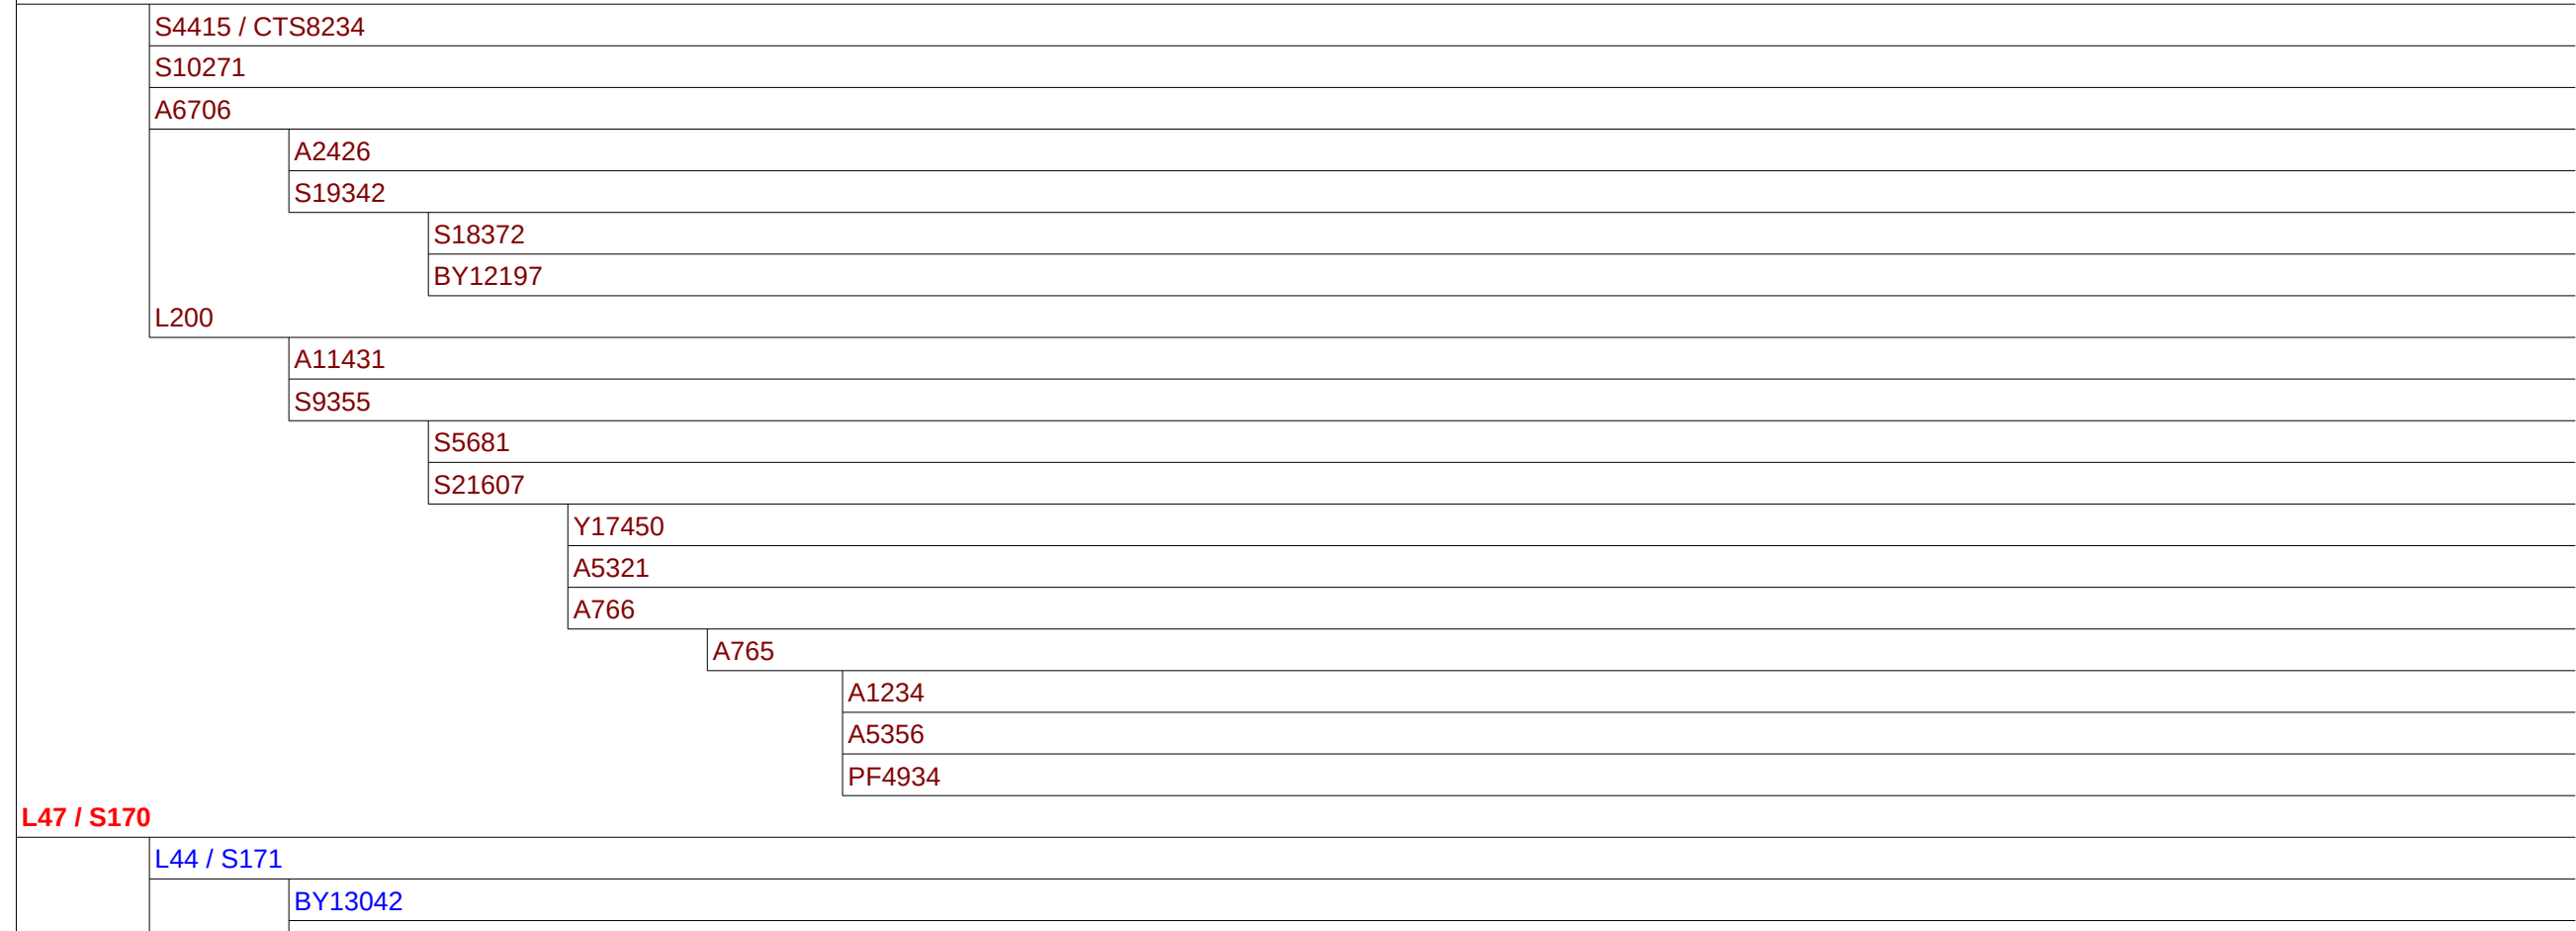 S4415 / CTS8234
S10271
A6706
A2426
S19342
S18372
BY12197
L200
A11431
S9355
S5681
S21607
Y17450
A5321
A766
A765
A1234
A5356
PF4934
L47 / S170
L44 / S171
BY13042